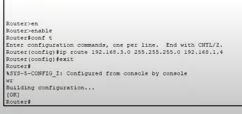 Router>en
Router>enable
Router#conf t
Enter configuration commands, one per line.  End with CNTL/Z.
Router(config)#ip route 192.168.3.0 255.255.255.0 192.168.1.4
Router(config)#exit
Router#
%SYS-5-CONFIG_I: Configured from console by console
wr
Building configuration...
[OK]
Router#